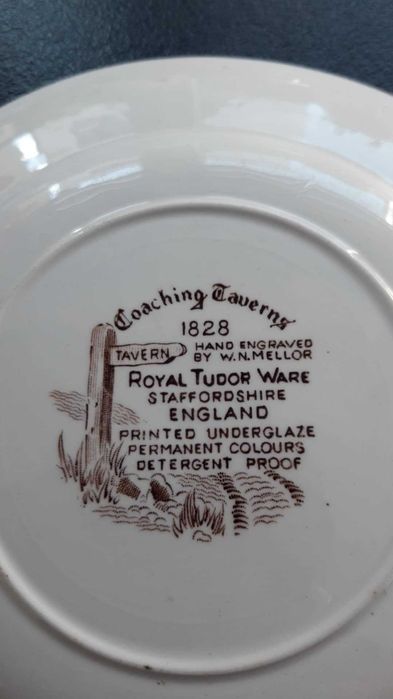 Coaching Taverns
1828
TAVERN
HAND ENGRAVED
BY W.N.MELLOR
ROYAL TUDOR WARE
STAFFORDSHIRE
ENGLAND
PRINTED UNDERGLAZE
PERMANENT COLOURS
DETERGENT PROOF